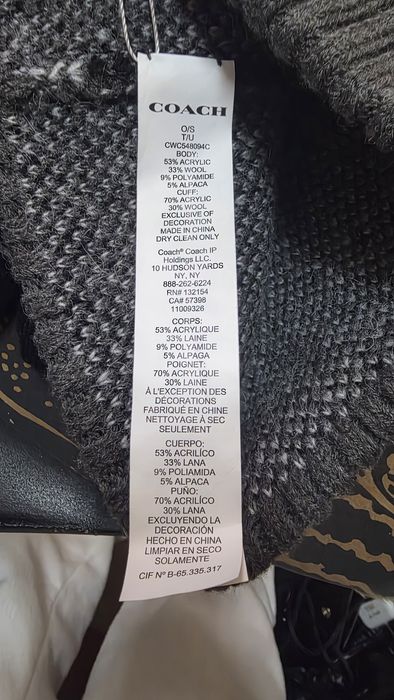 COACH
O/S
T/U
CWC548094C
BODY:
53% ACRYLIC
33% WOOL
9% POLYAMIDE
5% ALPACA
CUFF:
70% ACRYLIC
30% WOOL
EXCLUSIVE OF
DECORATION
MADE IN CHINA
DRY CLEAN ONLY
Coach® Coach IP
Holdings LLC.
10 HUDSON YARDS
NY, NY
888-262-6224
RN# 132154
CA# 57398
11009326
CORPS:
53% ACRYLIQUE
33% LAINE
9% POLYAMIDE
5% ALPAGA
POIGNET:
70% ACRYLIQUE
30% LAINE
À L'EXCEPTION DES
DÉCORATIONS
FABRIQUÉ EN CHINE
NETTOYAGE À SEC
SEULEMENT
CUERPO:
53% ACRILÍCO
33% LANA
9% POLIAMIDA
5% ALPACA
PUÑO:
70% ACRILÍCO
30% LANA
EXCLUYENDO LA
DECORACIÓN
HECHO EN CHINA
LIMPIAR EN SECO
SOLAMENTE
CIF Nº B-65.335.317